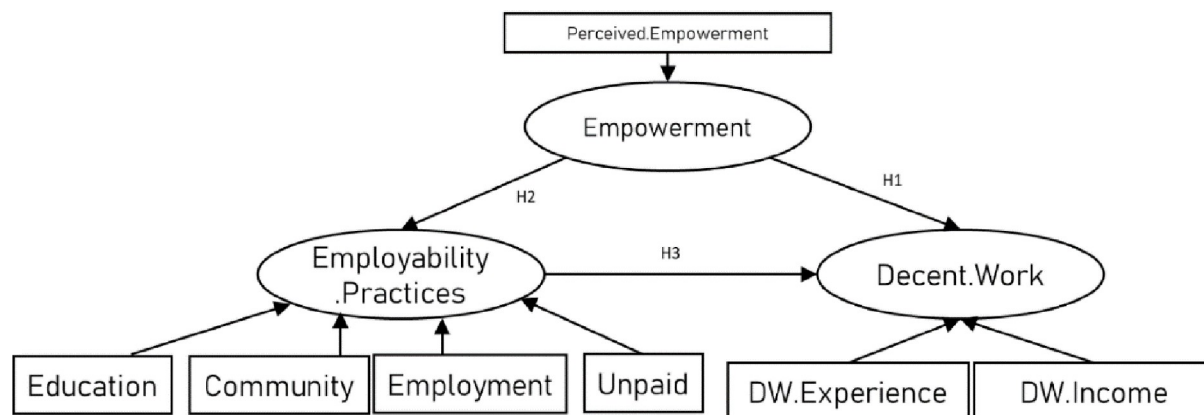 Perceived.Empowerment
Empowerment
H2
H1
Employability
.Practices
H3
Decent.Work
Education
Community
Employment
Unpaid
DW.Experience
DW.Income